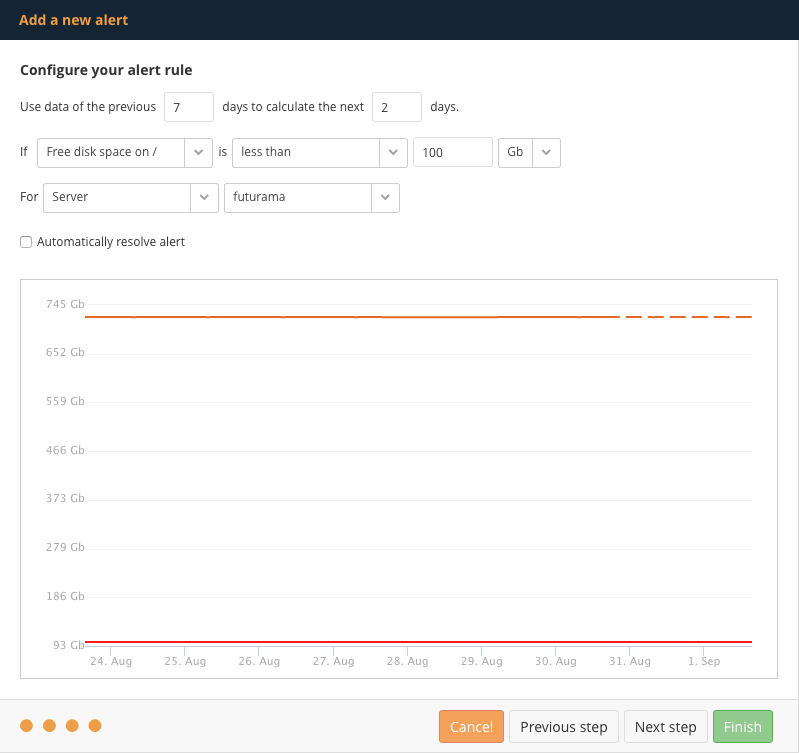 Add a new alert
Configure your alert rule
Use data of the previous 7 days to calculate the next 2 days.
If Free disk space on / is less than 100 Gb
For Server futurama
Automatically resolve alert
745 Gb
652 Gb
559 Gb
466 Gb
373 Gb
279 Gb
186 Gb
93 Gb
24. Aug 25. Aug 26. Aug 27. Aug 28. Aug 29. Aug 30. Aug 31. Aug 1. Sep
Cancel Previous step Next step Finish